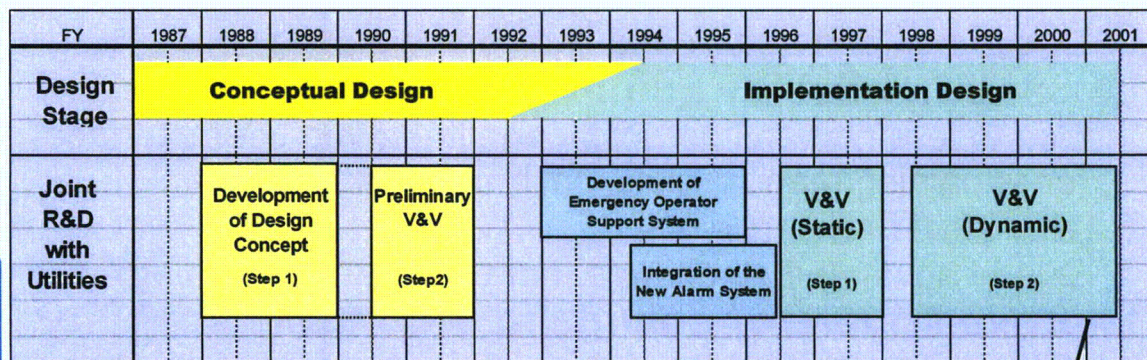 FY 1987 1988 1989 1990 1991 1992 1993 1994 1995 1996 1997 1998 1999 2000 2001
Design
Stage
Conceptual Design
Implementation Design
Joint
R&D
with
Utilities
Development
of Design
Concept
(Step 1)
Preliminary
V&V
(Step2)
Development of
Emergency Operator
Support System
Integration of the
New Alarm System
V&V
(Static)
(Step 1)
V&V
(Dynamic)
(Step 2)